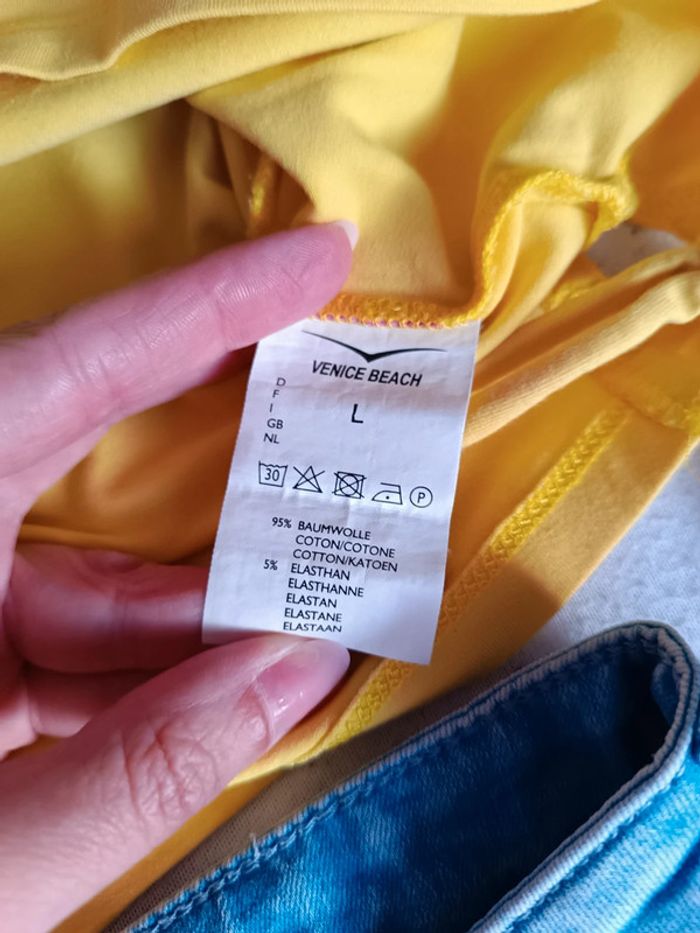 VENICE BEACH
D
F
I
GB
NL
L
30
P
95% BAUMWOLLE
COTON/COTONE
COTTON/KATOEN
5% ELASTHAN
ELASTHANNE
ELASTAN
ELASTANE
ELASTAAN